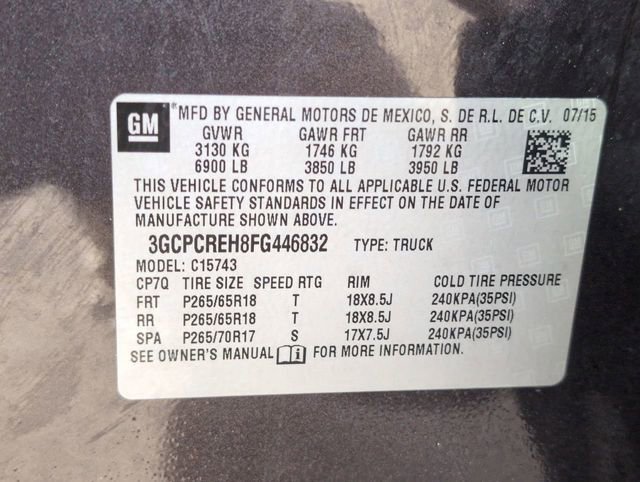 GM
MFD BY GENERAL MOTORS DE MEXICO, S. DE R.L. DE C.V. 07/15
GVWR GAWR FRT GAWR RR
3130 KG 1746 KG 1792 KG
6900 LB 3850 LB 3950 LB
THIS VEHICLE CONFORMS TO ALL APPLICABLE U.S. FEDERAL MOTOR
VEHICLE SAFETY STANDARDS IN EFFECT ON THE DATE OF
MANUFACTURE SHOWN ABOVE.
3GCPCREH8FG446832 TYPE: TRUCK
MODEL: C15743
CP7Q TIRE SIZE SPEED RTG RIM COLD TIRE PRESSURE
FRT P265/65R18 T 18X8.5J 240KPA(35PSI)
RR P265/65R18 T 18X8.5J 240KPA(35PSI)
SPA P265/70R17 S 17X7.5J 240KPA(35PSI)
SEE OWNER'S MANUAL FOR MORE INFORMATION.